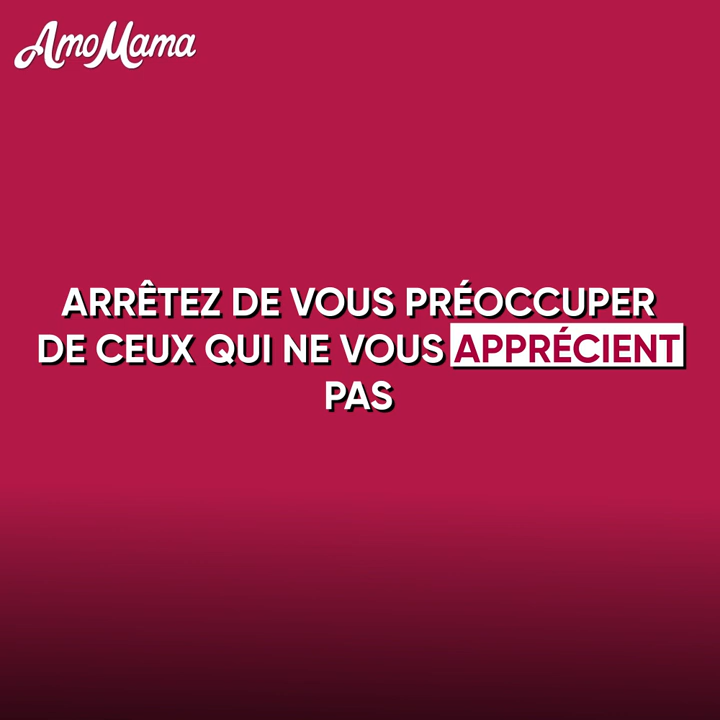 AmoMama
ARRÊTEZ DE VOUS PRÉOCCUPER
DE CEUX QUI NE VOUS APPRÉCIENT
PAS